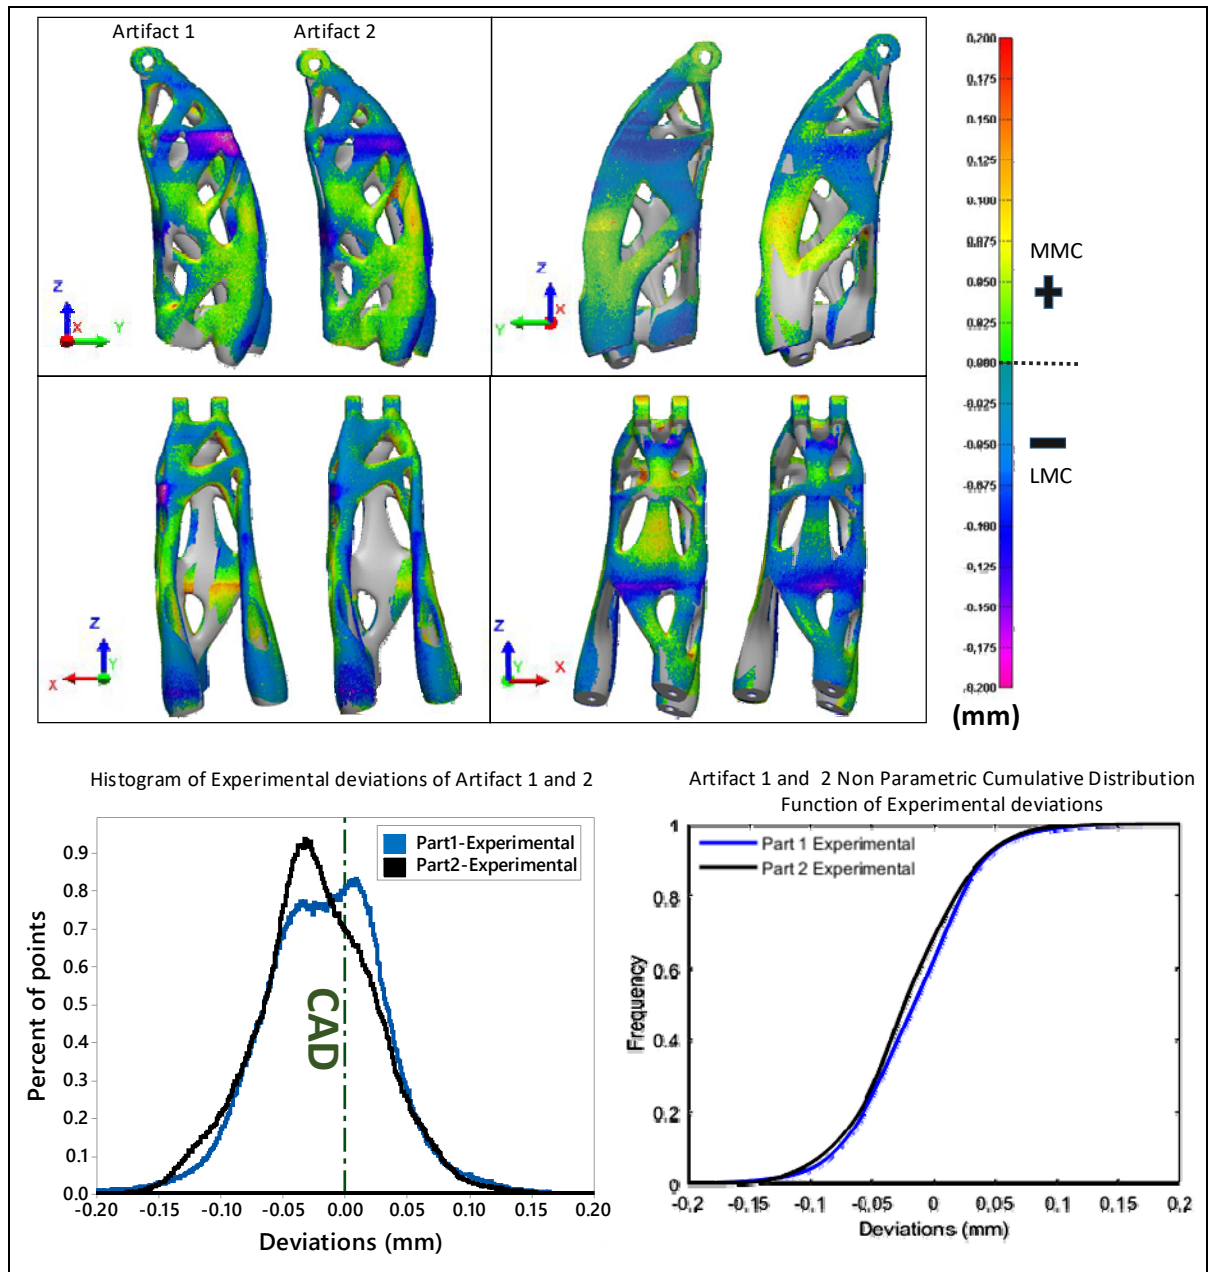 Artifact 1
Artifact 2
Z
X
Y
Z
Y
X
Z
Y
X
Z
Y
X
0.200
0.175
0.150
0.125
0.100
0.075
0.050
0.025
0.000
-0.025
-0.050
-0.075
-0.100
-0.125
-0.150
-0.175
-0.200
MMC
LMC
(mm)
Histogram of Experimental deviations of Artifact 1 and 2
Percent of points
0.9
0.8
0.7
0.6
0.5
0.4
0.3
0.2
0.1
0.0
-0.20 -0.15 -0.10 -0.05 0.00 0.05 0.10 0.15 0.20
Deviations (mm)
CAD
Part1-Experimental
Part2-Experimental
Artifact 1 and 2 Non Parametric Cumulative Distribution
Function of Experimental deviations
Frequency
1
0.8
0.6
0.4
0.2
0
-0.2 -0.15 -0.1 -0.05 0 0.05 0.1 0.15 0.2
Deviations (mm)
Part 1 Experimental
Part 2 Experimental